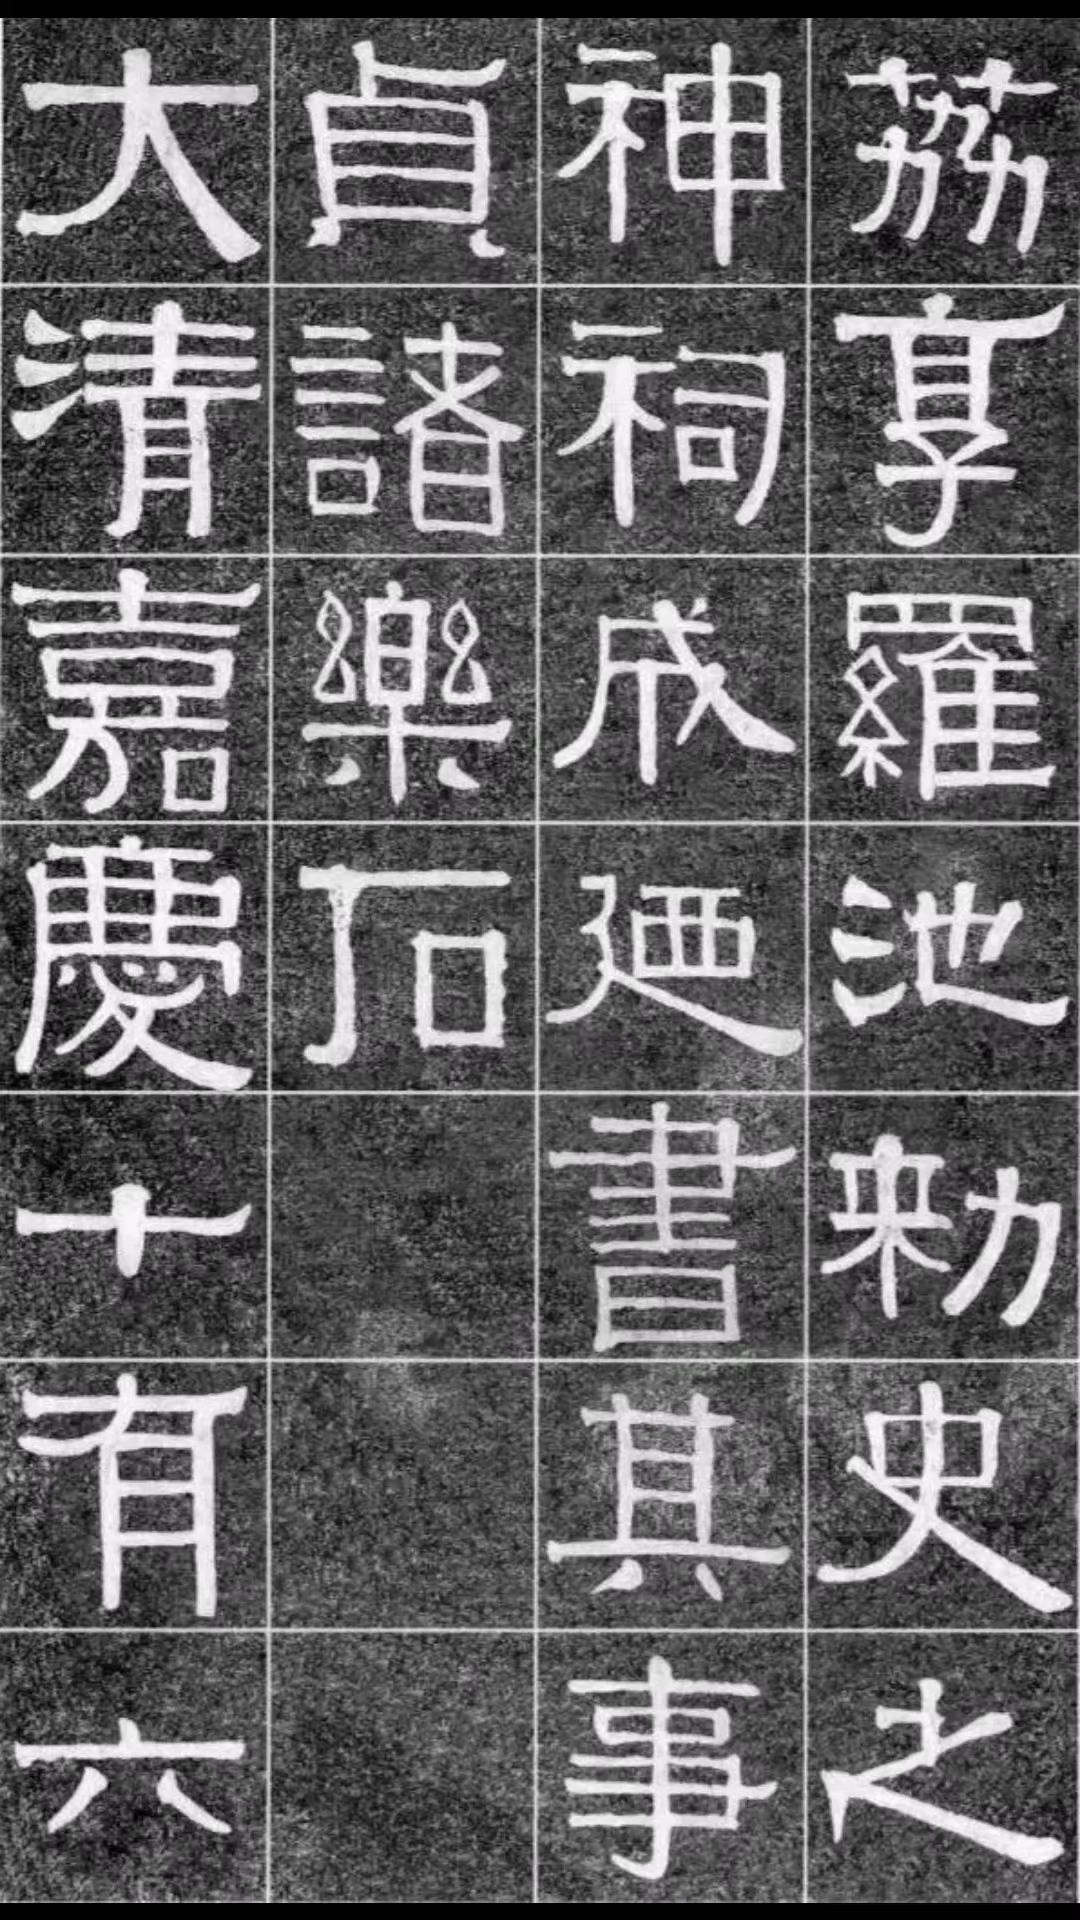 荔享羅池勑史之
神祠成迺書其事
貞諸樂石
大清嘉慶十有六